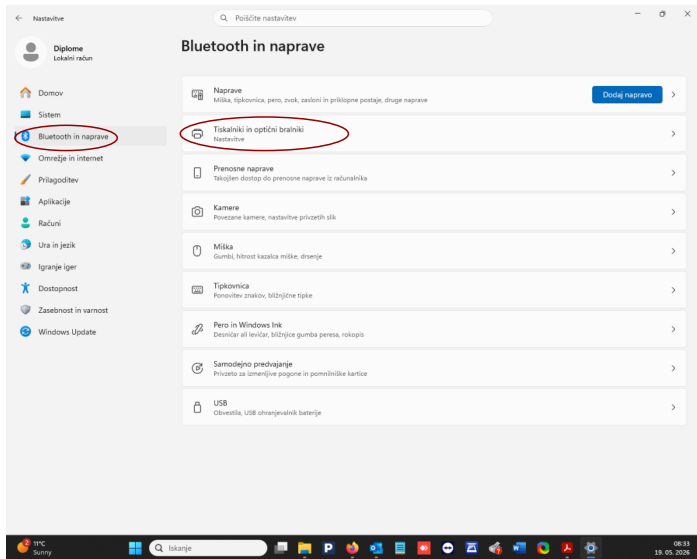 Nastavitve
Poiščite nastavitev
Diplome
Lokalni račun
Bluetooth in naprave
Domov
Sistem
Bluetooth in naprave
Omrežje in internet
Prilagoditev
Aplikacije
Računi
Ura in jezik
Igranje iger
Dostopnost
Zasebnost in varnost
Windows Update
Naprave
Miška, tipkovnica, pero, zvok, zasloni in priklopne postaje, druge naprave
Dodaj napravo
Tiskalniki in optični bralniki
Nastavitve
Prenosne naprave
Takojšen dostop do prenosne naprave iz računalnika
Kamere
Povezane kamere, nastavitve privzetih slik
Miška
Gumbi, hitrost kazalca miške, drsenje
Tipkovnica
Ponovitev znakov, bližnjične tipke
Pero in Windows Ink
Desničar ali levičar, bližnjice gumba peresa, rokopis
Samodejno predvajanje
Privzeto za izmenljive pogone in pomnilniške kartice
USB
Obvestila, USB ohranjevalnik baterije
2
11°C
Sunny
Iskanje
08:33
19. 05. 2026